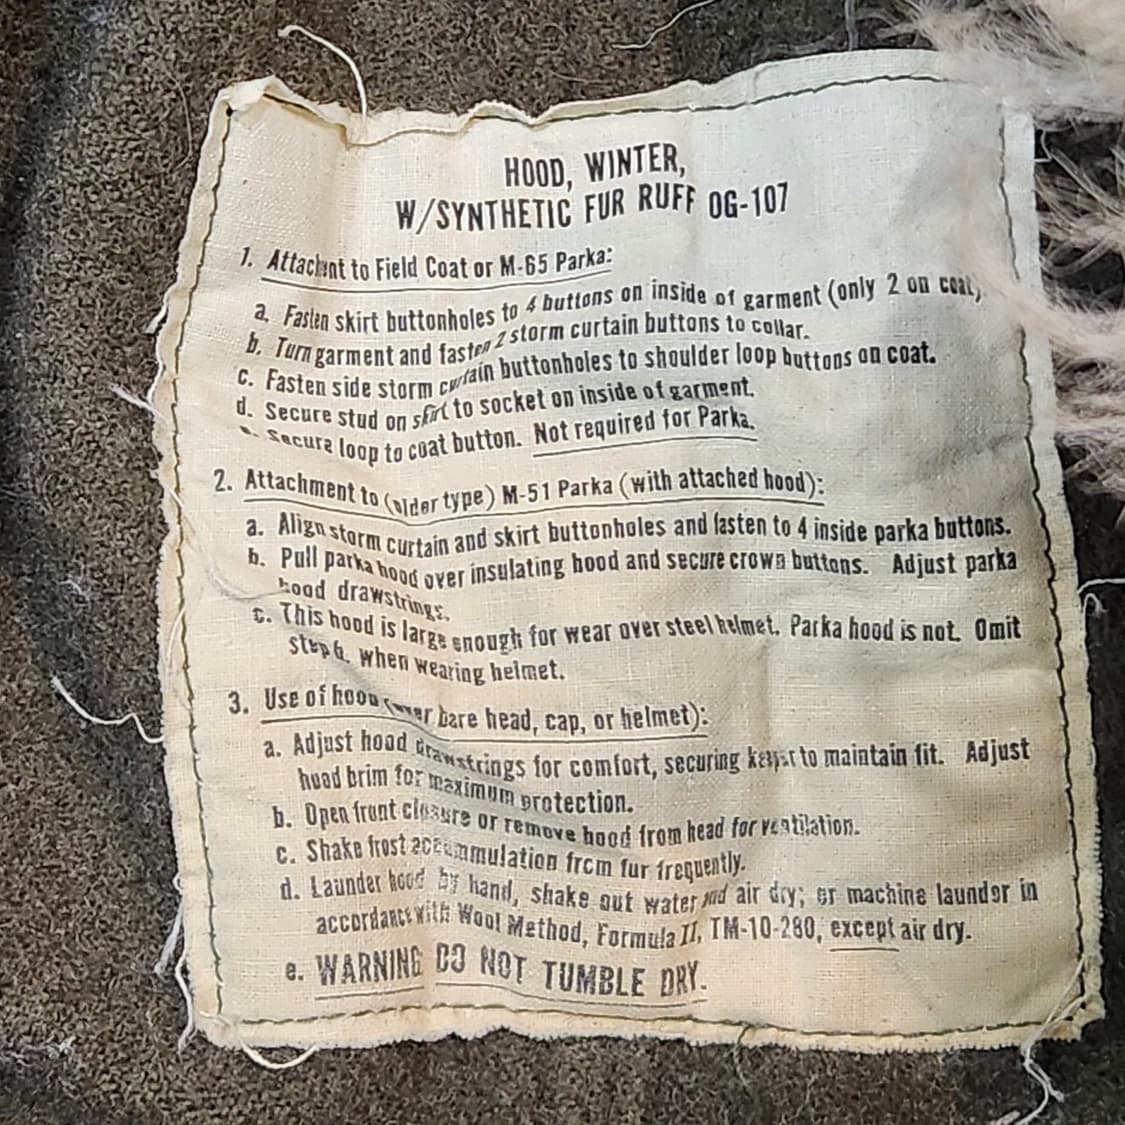 HOOD, WINTER,
W/SYNTHETIC FUR RUFF OG-107
1. Attachent to Field Coat or M-65 Parka:
a. Fasten skirt buttonholes to 4 buttons on inside of garment (only 2 on coat)
b. Turn garment and fasten 2 storm curtain buttons to collar.
c. Fasten side storm curtain buttonholes to shoulder loop buttons on coat.
d. Secure stud on skirt to socket on inside of garment.
e. Secure loop to coat button. Not required for Parka.
2. Attachment to (older type) M-51 Parka (with attached hood):
a. Align storm curtain and skirt buttonholes and fasten to 4 inside parka buttons.
b. Pull parka hood over insulating hood and secure crown buttons. Adjust parka
hood drawstrings.
c. This hood is large enough for wear over steel helmet. Parka hood is not. Omit
Step b. when wearing helmet.
3. Use of hood (over bare head, cap, or helmet):
a. Adjust hood drawstrings for comfort, securing keeper to maintain fit. Adjust
hood brim for maximum protection.
b. Open front closure or remove hood from head for ventilation.
c. Shake frost accummulation from fur frequently.
d. Launder hood by hand, shake out water and air dry; or machine launder in
accordance with Wool Method, Formula II, TM-10-280, except air dry.
e. WARNING DO NOT TUMBLE DRY.